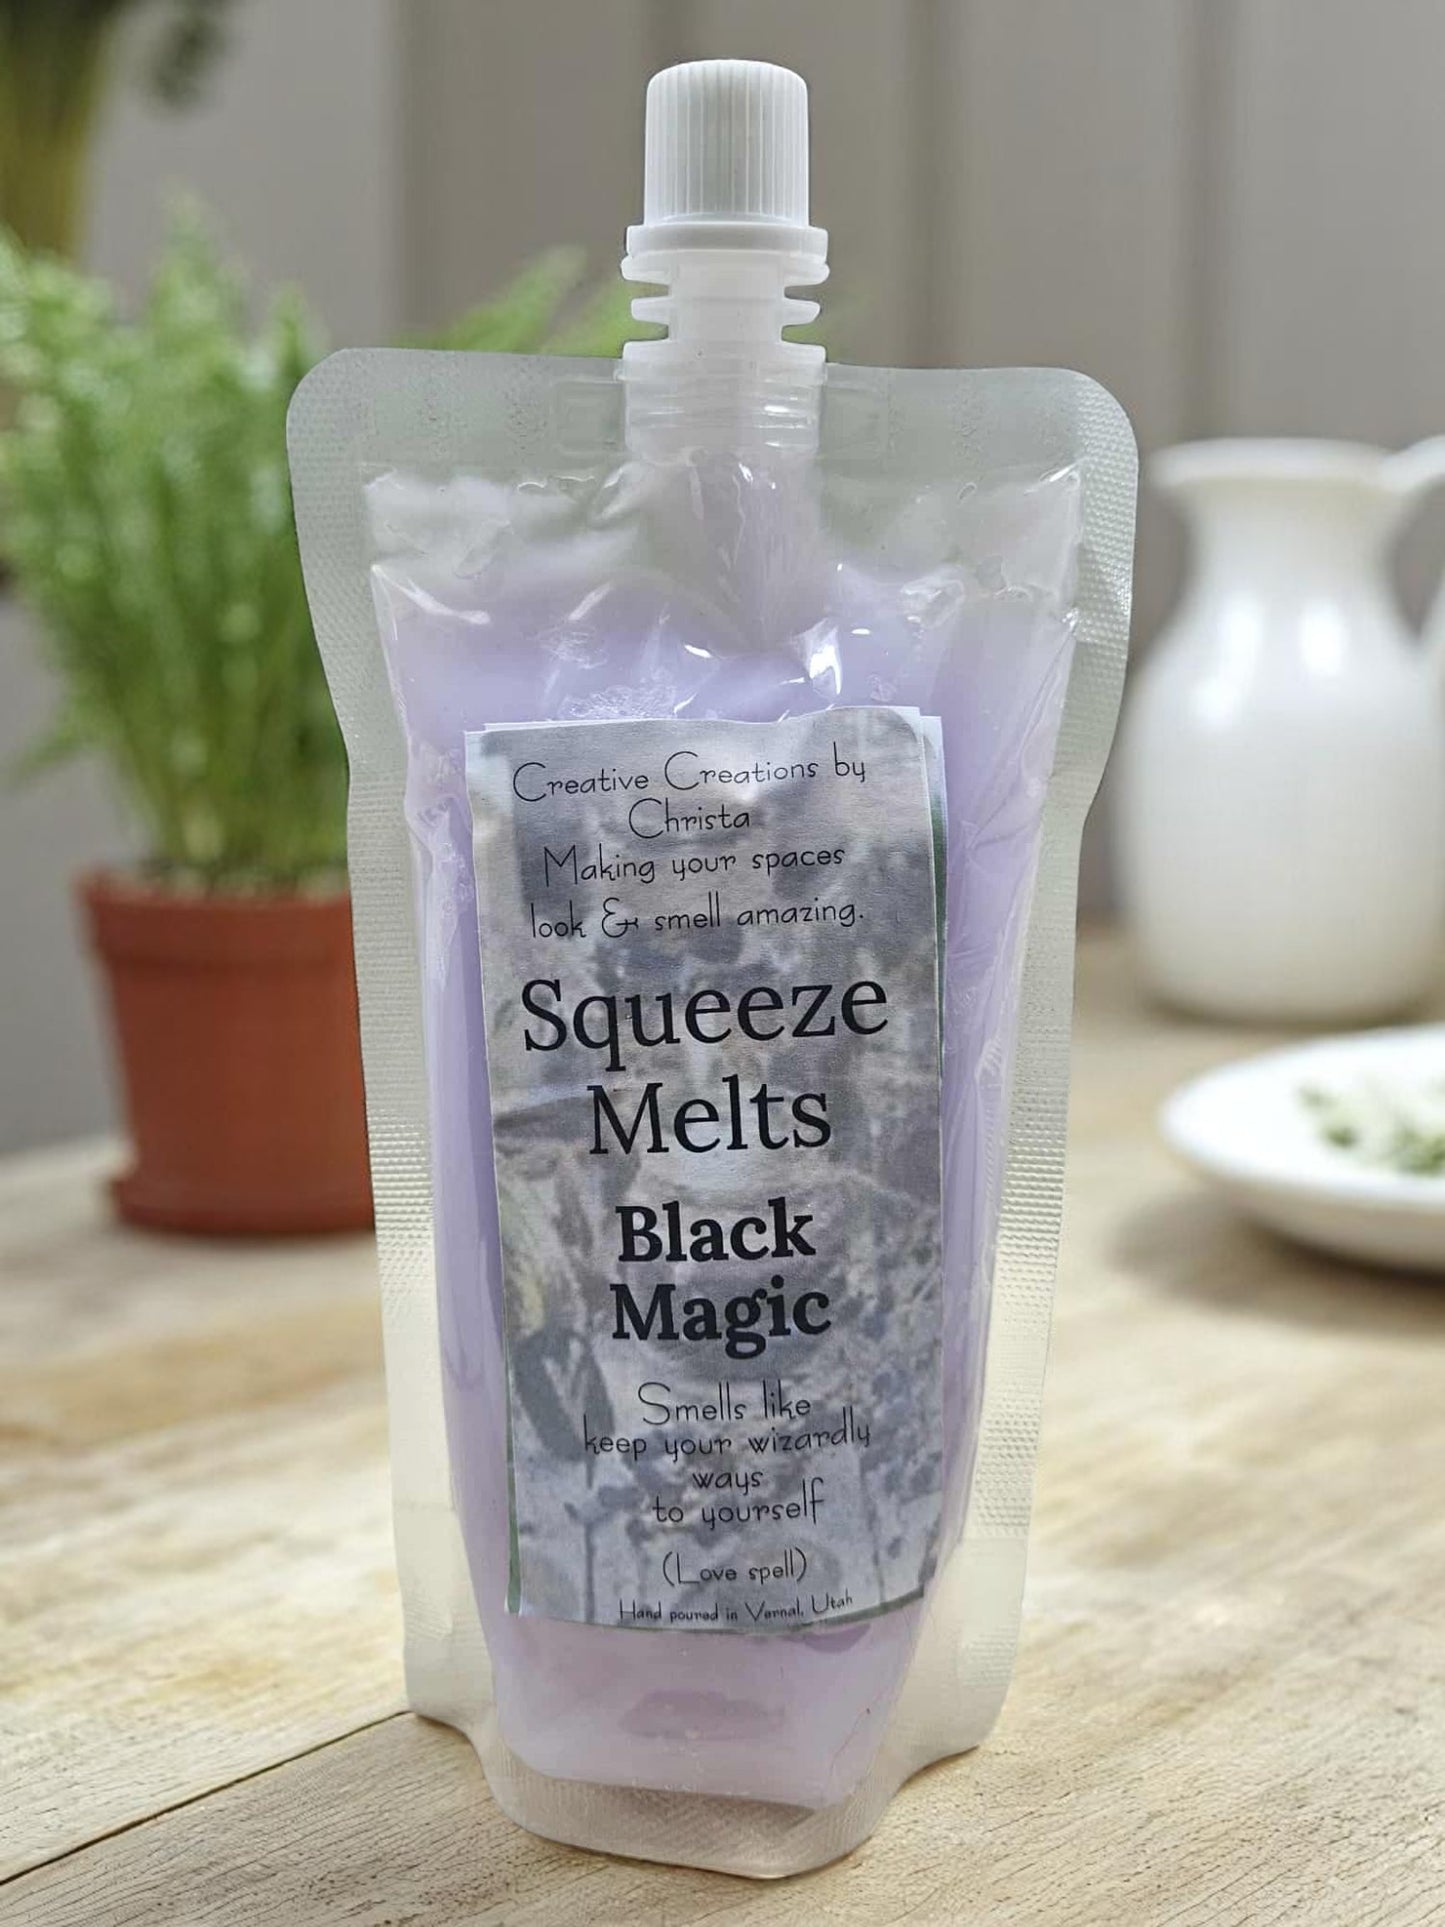 Creative Creations by
Christa
Making your spaces
look & smell amazing.
Squeeze
Melts
Black
Magic
Smells like
keep your wizardly
ways
to yourself
(Love spell)
Hand poured in Vernal, Utah